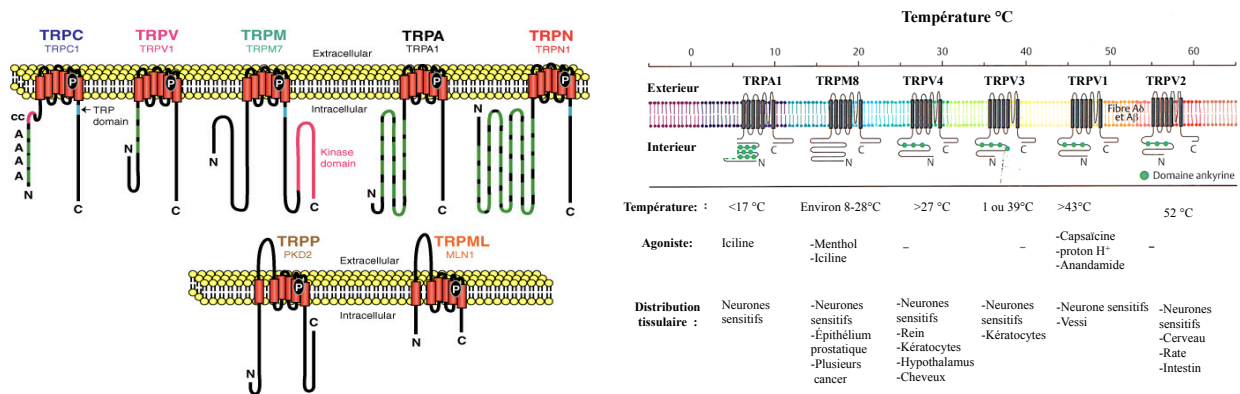 TRPC
TRPC1
TRPV
TRPV1
TRPM
TRPM7
TRPA
TRPA1
TRPN
TRPN1
Extracellular
P P P P P
Intracellular
TRP
domain
cc
A
A
A
A
N
C
N
C
N
Kinase
domain
C
N
C
N
C
TRPP
PKD2
TRPML
MLN1
Extracellular
P P
Intracellular
N
C
N
C
Température °C
0 10 20 30 40 50 60
TRPA1 TRPM8 TRPV4 TRPV3 TRPV1 TRPV2
Exterieur
Fibre Aδ
et Aβ
Interieur
C C C C C C
N N N N N N
Domaine ankyrine
Température: : <17 °C Environ 8-28°C >27 °C 1 ou 39°C >43°C 52 °C
Agoniste:
Iciline
-Menthol
-Iciline
–
–
-Capsaïcine
-proton H⁺
-Anandamide
–
Distribution
tissulaire :
Neurones
sensitifs
-Neurones
sensitifs
-Épithélium
prostatique
-Plusieurs
cancer
-Neurones
sensitifs
-Rein
-Kératocytes
-Hypothalamus
-Cheveux
-Neurones
sensitifs
-Kératocytes
-Neurone sensitifs
-Vessi
-Neurones
sensitifs
-Cerveau
-Rate
-Intestin